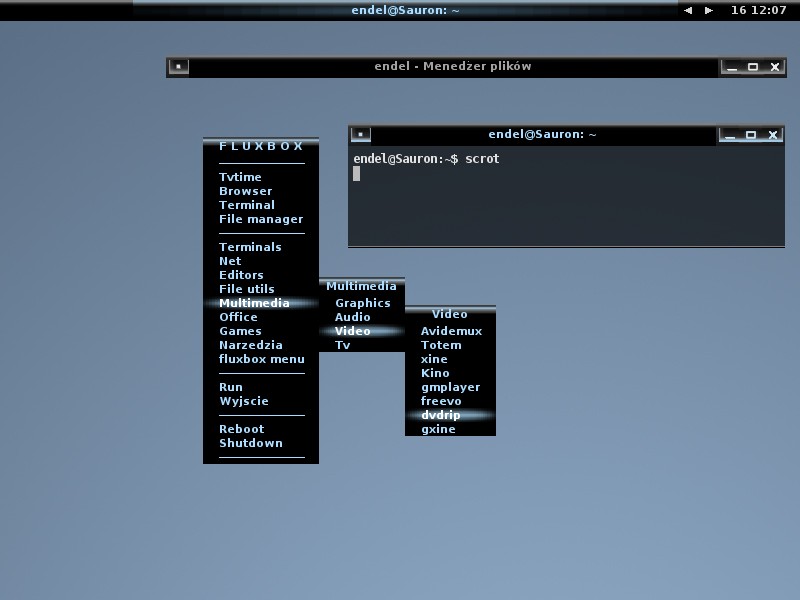 endel@Sauron: ~
16 12:07
endel - Menedżer plików
endel@Sauron: ~
endel@Sauron:~$ scrot
FLUXBOX
Tvtime
Browser
Terminal
File manager
Terminals
Net
Editors
File utils
Multimedia
Office
Games
Narzedzia
fluxbox menu
Run
Wyjscie
Reboot
Shutdown
Multimedia
Graphics
Audio
Video
Tv
Video
Avidemux
Totem
xine
Kino
gmplayer
freevo
dvdrip
gxine